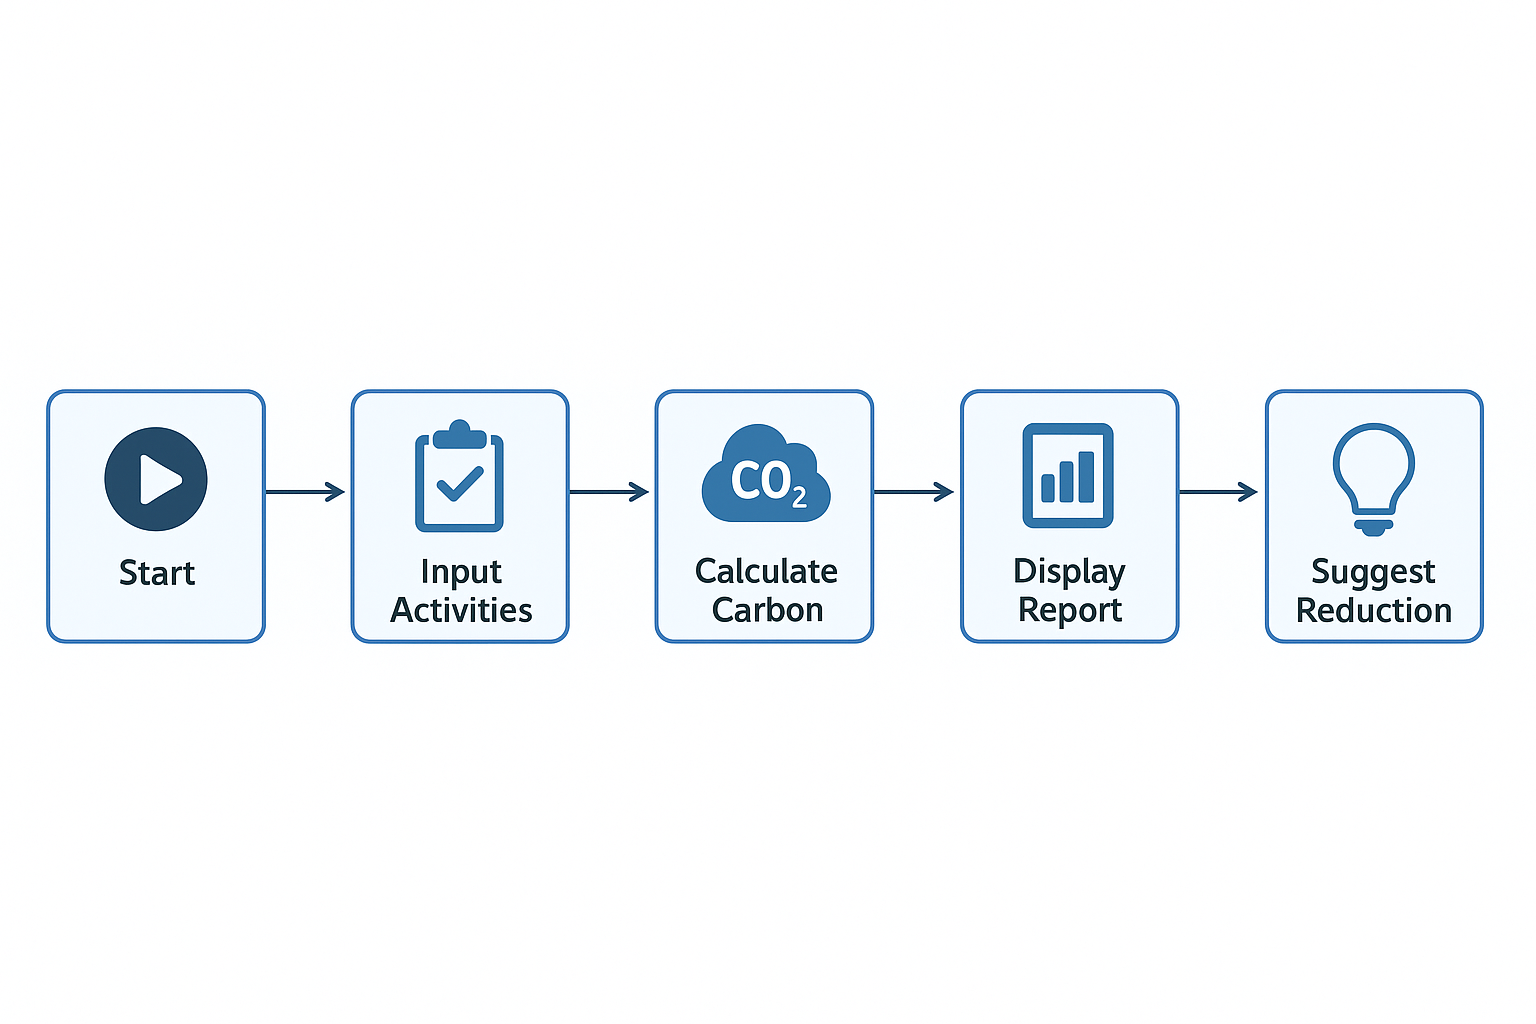 Start
Input
Activities
CO₂
Calculate
Carbon
Display
Report
Suggest
Reduction